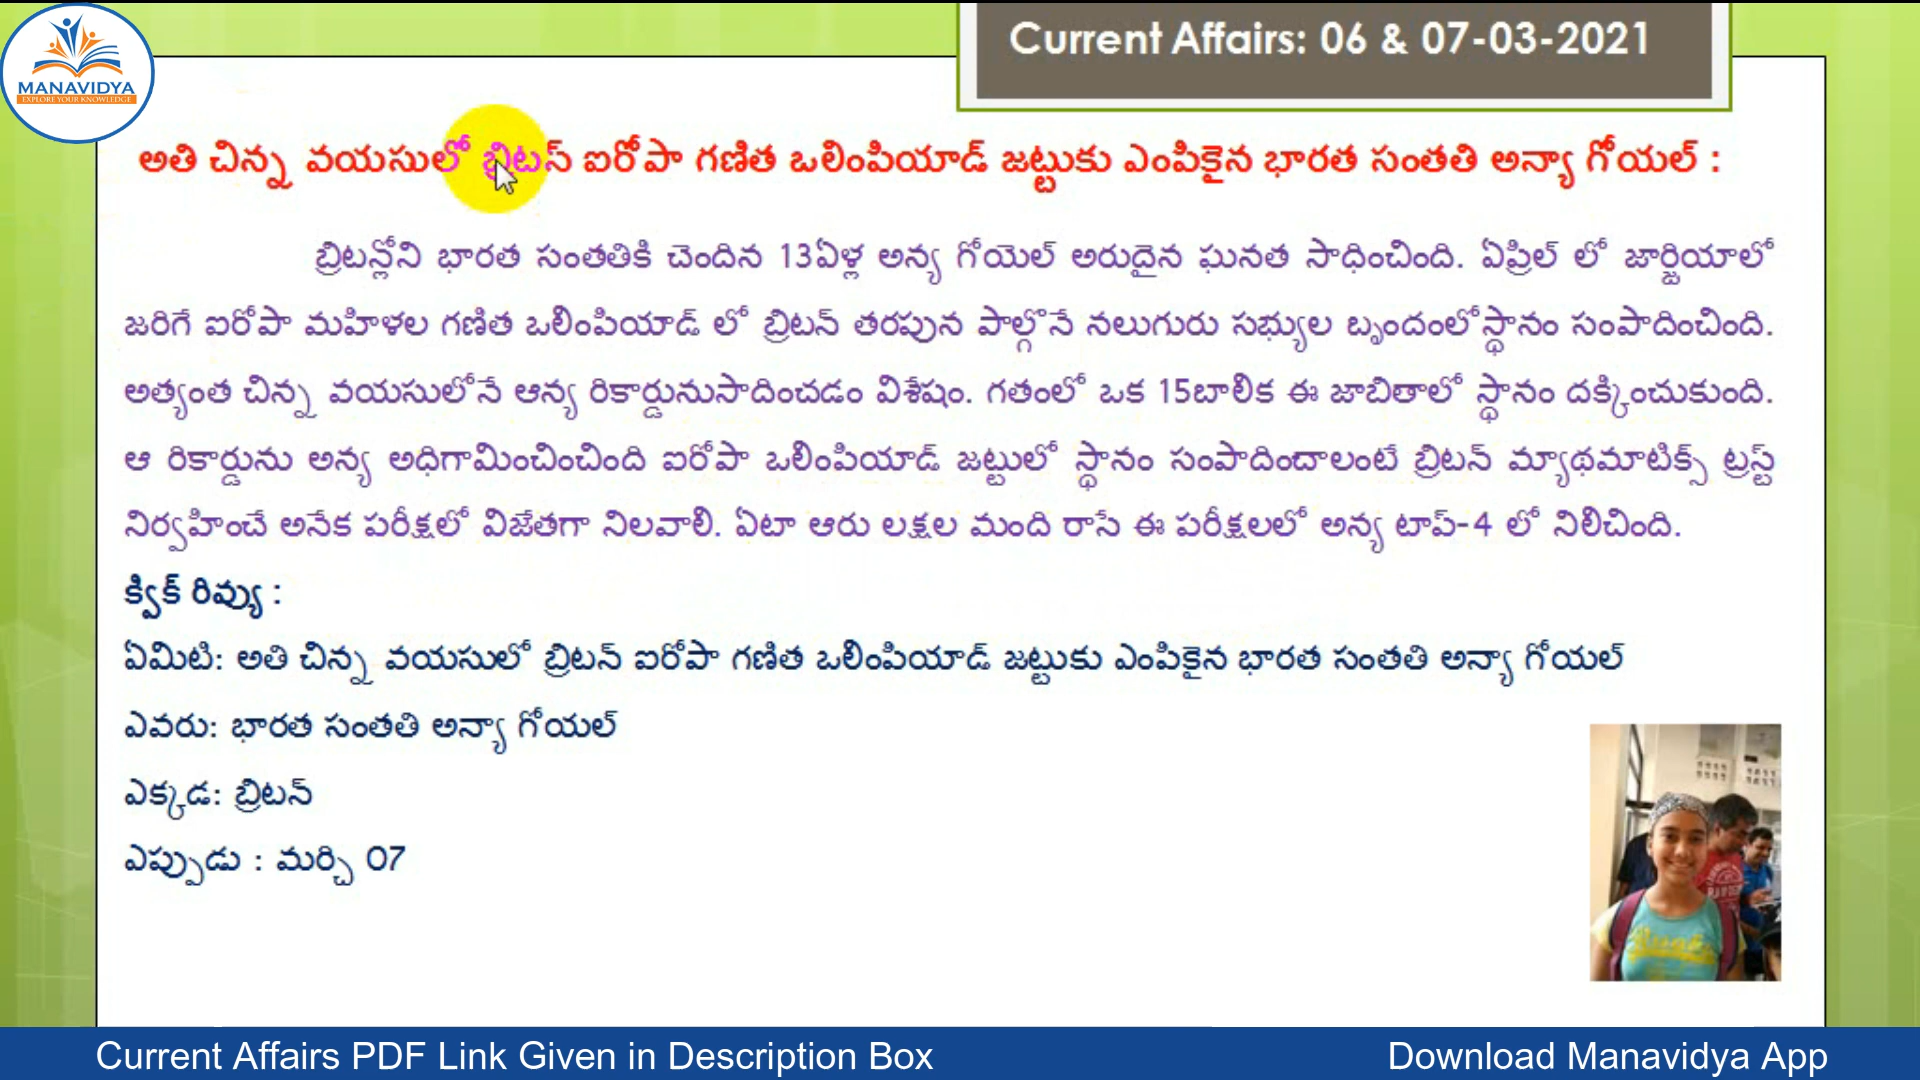 MANAVIDYA
EXPLORE YOUR KNOWLEDGE
Current Affairs: 06 & 07-03-2021
అతి చిన్న వయసులో బ్రిటన్ ఐరోపా గణిత ఒలింపియాడ్ జట్టుకు ఎంపికైన భారత సంతతి అన్యా గోయల్ :
బ్రిటన్లోని భారత సంతతికి చెందిన 13ఏళ్ల అన్య గోయెల్ అరుదైన ఘనత సాధించింది. ఏప్రిల్ లో జార్జియాలో
జరిగే ఐరోపా మహిళల గణిత ఒలింపియాడ్ లో బ్రిటన్ తరపున పాల్గొనే నలుగురు సభ్యుల బృందంలోస్థానం సంపాదించింది.
అత్యంత చిన్న వయసులోనే ఆన్య రికార్డునుసాదించడం విశేషం. గతంలో ఒక 15బాలిక ఈ జాబితాలో స్థానం దక్కించుకుంది.
ఆ రికార్డును అన్య అధిగామించించింది ఐరోపా ఒలింపియాడ్ జట్టులో స్థానం సంపాదిందాలంటే బ్రిటన్ మ్యాథమాటిక్స్ ట్రస్ట్
నిర్వహించే అనేక పరీక్షలో విజేతగా నిలవాలి. ఏటా ఆరు లక్షల మంది రాసే ఈ పరీక్షలలో అన్య టాప్-4 లో నిలిచింది.
క్విక్ రివ్యు :
ఏమిటి: అతి చిన్న వయసులో బ్రిటన్ ఐరోపా గణిత ఒలింపియాడ్ జట్టుకు ఎంపికైన భారత సంతతి అన్యా గోయల్
ఎవరు: భారత సంతతి అన్యా గోయల్
ఎక్కడ: బ్రిటన్
ఎప్పుడు : మర్చి 07
Current Affairs PDF Link Given in Description Box
Download Manavidya App